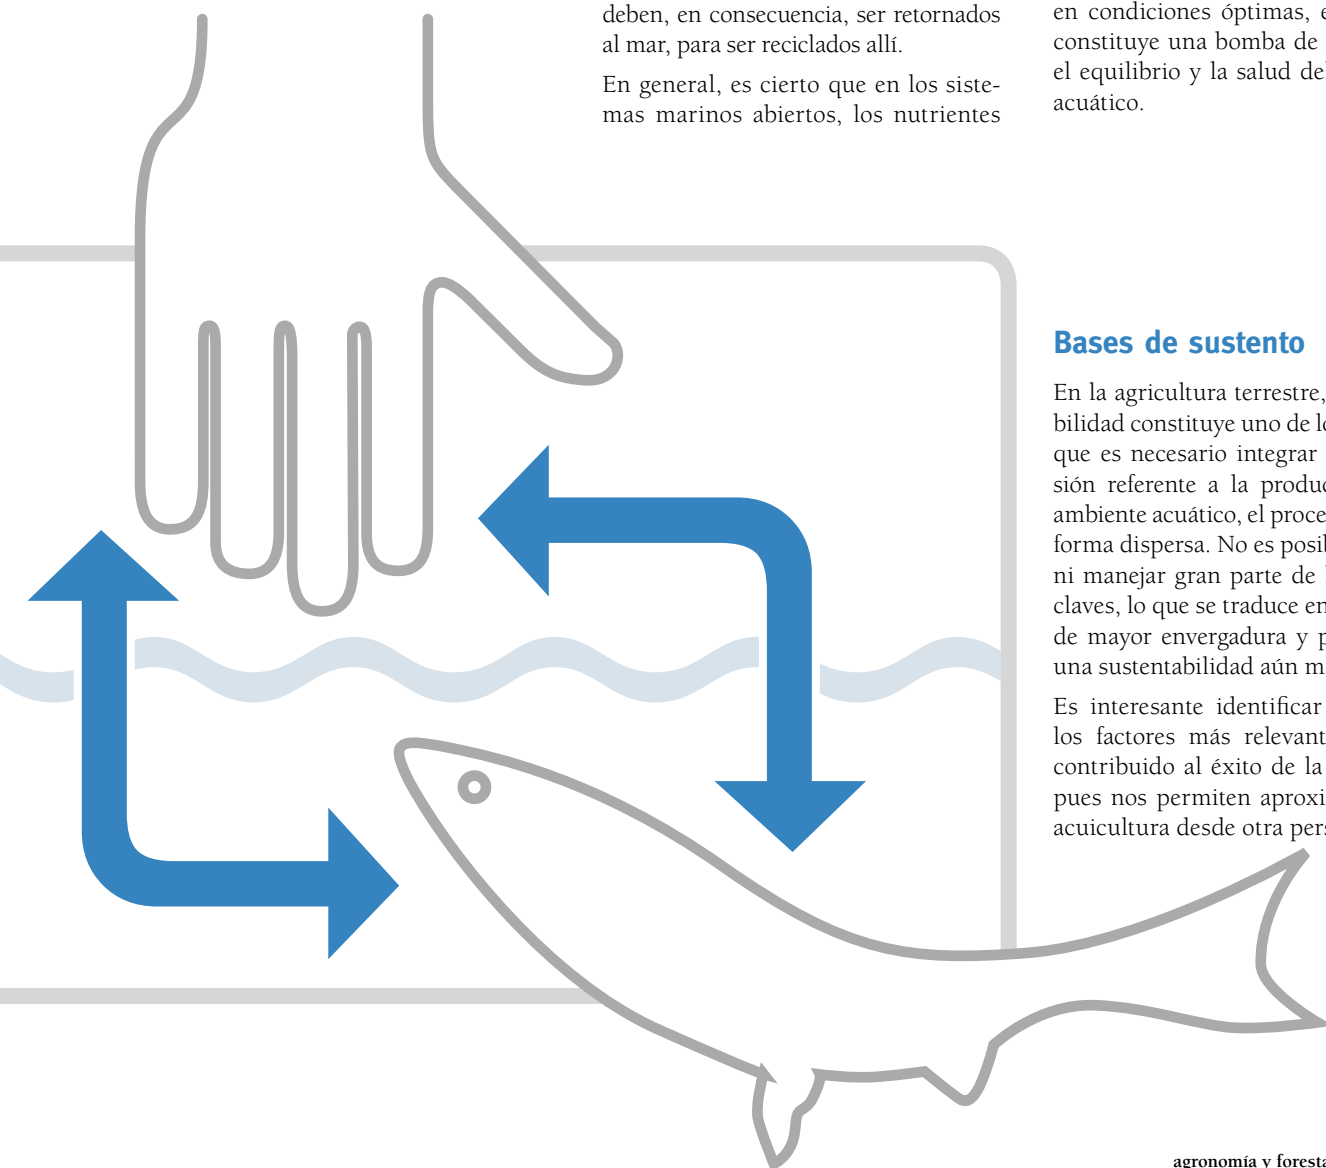 deben, en consecuencia, ser retornados
al mar, para ser reciclados allí.
En general, es cierto que en los siste-
mas marinos abiertos, los nutrientes
en condiciones óptimas,
constituye una bomba de
el equilibrio y la salud
acuático.
Bases de sustento
En la agricultura terrestre,
bilidad constituye uno de
que es necesario integrar
sión referente a la
ambiente acuático, el
forma dispersa. No es
ni manejar gran parte de
claves, lo que se traduce en
de mayor envergadura y
una sustentabilidad aún
Es interesante identificar
los factores más
contribuido al éxito de la
pues nos permiten
acuicultura desde otra
agronomía y